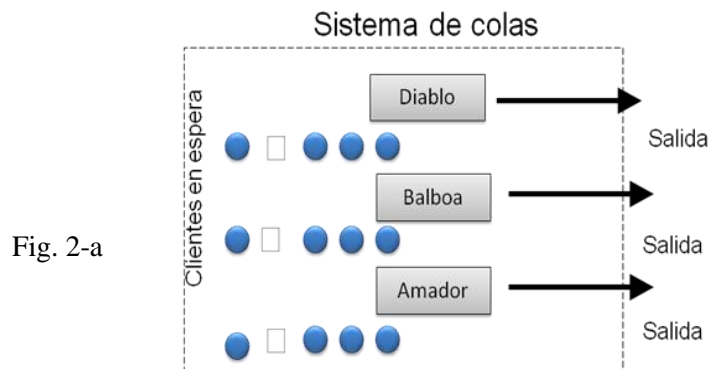 Sistema de colas
Clientes en espera
Diablo
Salida
Balboa
Fig. 2-a
Salida
Amador
Salida